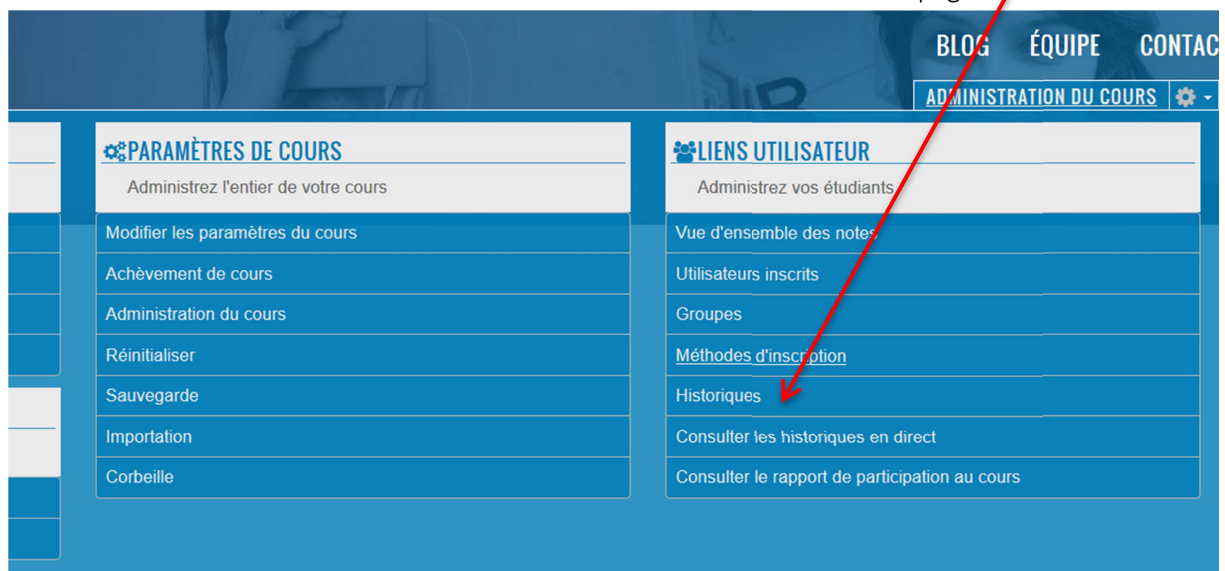 BLOG ÉQUIPE CONTAC
ADMINISTRATION DU COURS
PARAMÈTRES DE COURS
Administrez l'entier de votre cours
Modifier les paramètres du cours
Achèvement de cours
Administration du cours
Réinitialiser
Sauvegarde
Importation
Corbeille
LIENS UTILISATEUR
Administrez vos étudiants
Vue d'ensemble des notes
Utilisateurs inscrits
Groupes
Méthodes d'inscription
Historiques
Consulter les historiques en direct
Consulter le rapport de participation au cours